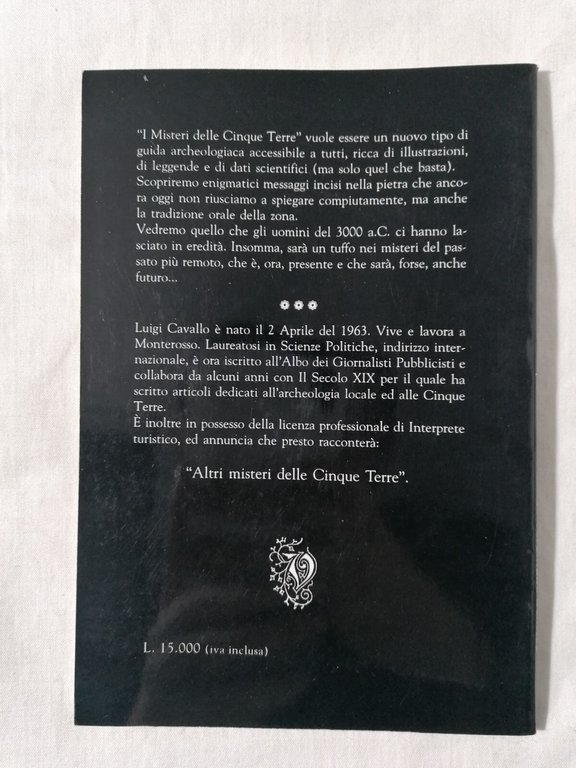 "I Misteri delle Cinque Terre" vuole essere un nuovo tipo di
guida archeologiaca accessibile a tutti, ricca di illustrazioni,
di leggende e di dati scientifici (ma solo quel che basta).
Scopriremo enigmatici messaggi incisi nella pietra che anco-
ra oggi non riusciamo a spiegare compiutamente, ma anche
la tradizione orale della zona.
Vedremo quello che gli uomini del 3000 a.C. ci hanno la-
sciato in eredità. Insomma, sarà un tuffo nei misteri del pas-
sato più remoto, che è, ora, presente e che sarà, forse, anche
futuro...
Luigi Cavallo è nato il 2 Aprile del 1963. Vive e lavora a
Monterosso. Laureatosi in Scienze Politiche, indirizzo inter-
nazionale, è ora iscritto all'Albo dei Giornalisti Pubblicisti e
collabora da alcuni anni con Il Secolo XIX per il quale ha
scritto articoli dedicati all'archeologia locale ed alle Cinque
Terre.
È inoltre in possesso della licenza professionale di Interprete
turistico, ed annuncia che presto racconterà:
"Altri misteri delle Cinque Terre".
L. 15.000 (iva inclusa)